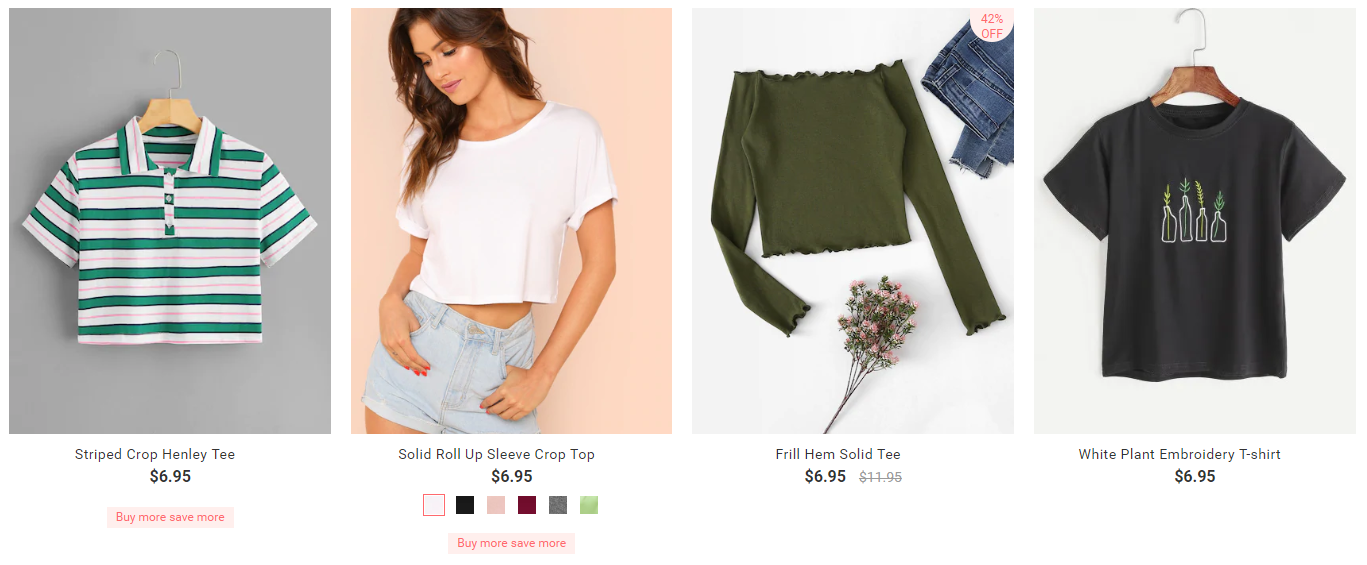 42%
OFF
Striped Crop Henley Tee
$6.95
Buy more save more
Solid Roll Up Sleeve Crop Top
$6.95
Buy more save more
Frill Hem Solid Tee
$6.95 $11.95
White Plant Embroidery T-shirt
$6.95